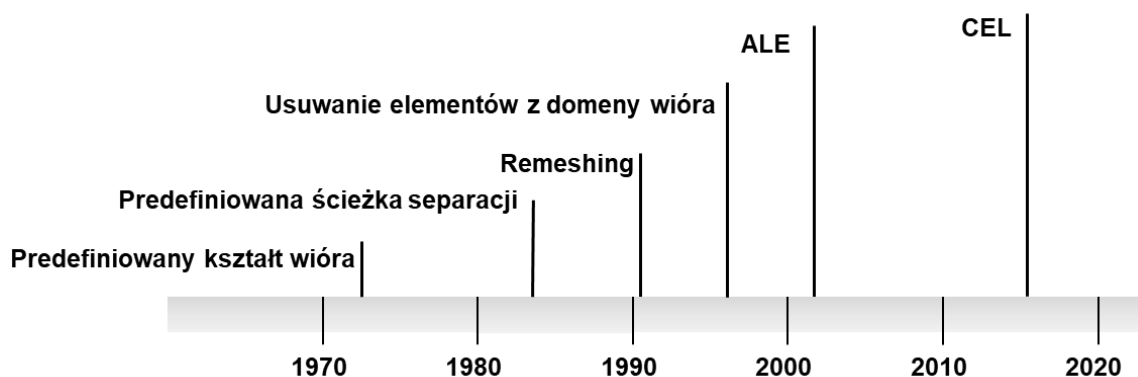 CEL
ALE
Usuwanie elementów z domeny wióra
Remeshing
Predefiniowana ścieżka separacji
Predefiniowany kształt wióra
1970 1980 1990 2000 2010 2020